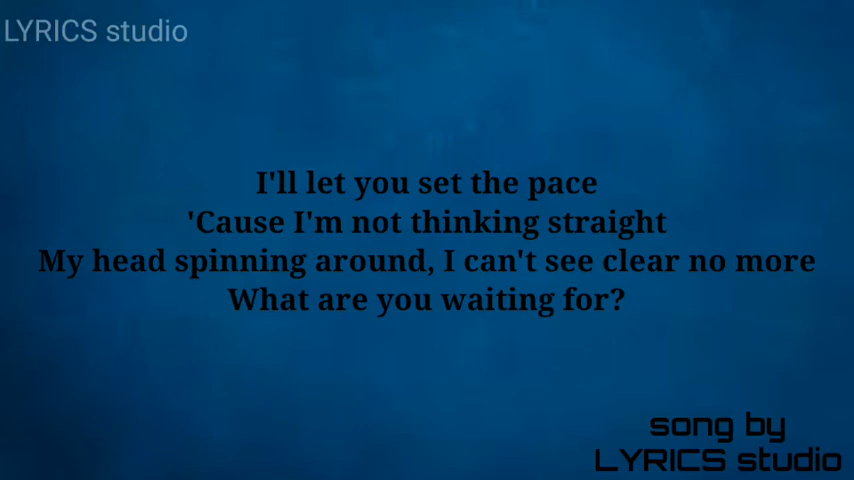 LYRICS studio
I'll let you set the pace
'Cause I'm not thinking straight
My head spinning around, I can't see clear no more
What are you waiting for?
song by
LYRICS studio